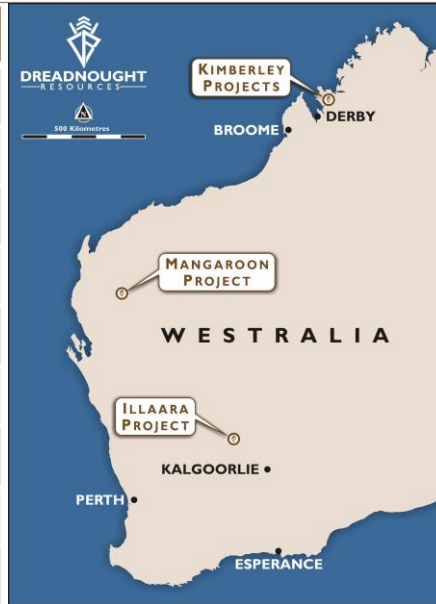 DREADNOUGHT
RESOURCES
N
500 Kilometres
KIMBERLEY
PROJECTS
DERBY
BROOME
MANGAROON
PROJECT
WESTRALIA
ILLAARA
PROJECT
KALGOORLIE
PERTH
ESPERANCE